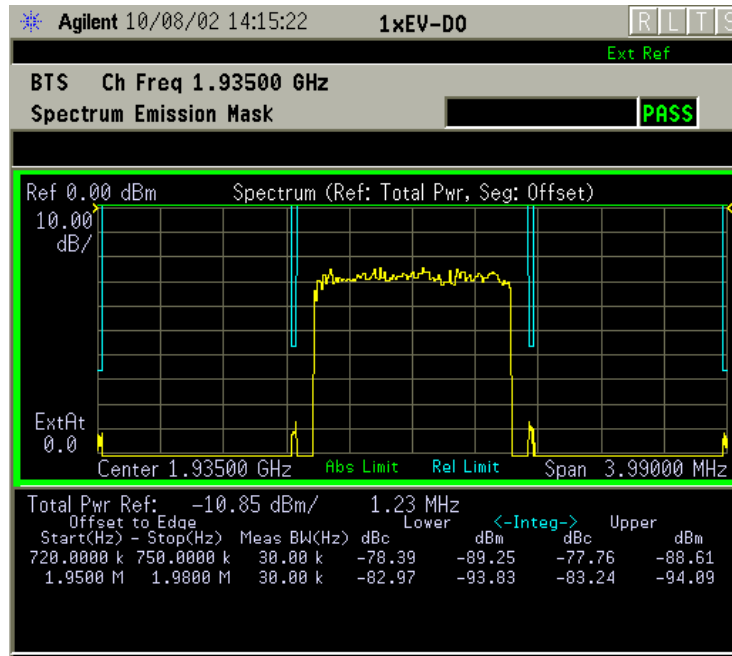 Agilent 10/08/02 14:15:22 1xEV-DO R L T S
Ext Ref
BTS Ch Freq 1.93500 GHz
Spectrum Emission Mask PASS
Ref 0.00 dBm Spectrum (Ref: Total Pwr, Seg: Offset)
10.00
dB/
ExtAt
0.0
Center 1.93500 GHz Abs Limit Rel Limit Span 3.99000 MHz
Total Pwr Ref: -10.85 dBm/ 1.23 MHz
Offset to Edge Lower <-Integ-> Upper
Start(Hz) - Stop(Hz) Meas BW(Hz) dBc dBm dBc dBm
720.0000 k 750.0000 k 30.00 k -78.39 -89.25 -77.76 -88.61
1.9500 M 1.9800 M 30.00 k -82.97 -93.83 -83.24 -94.09